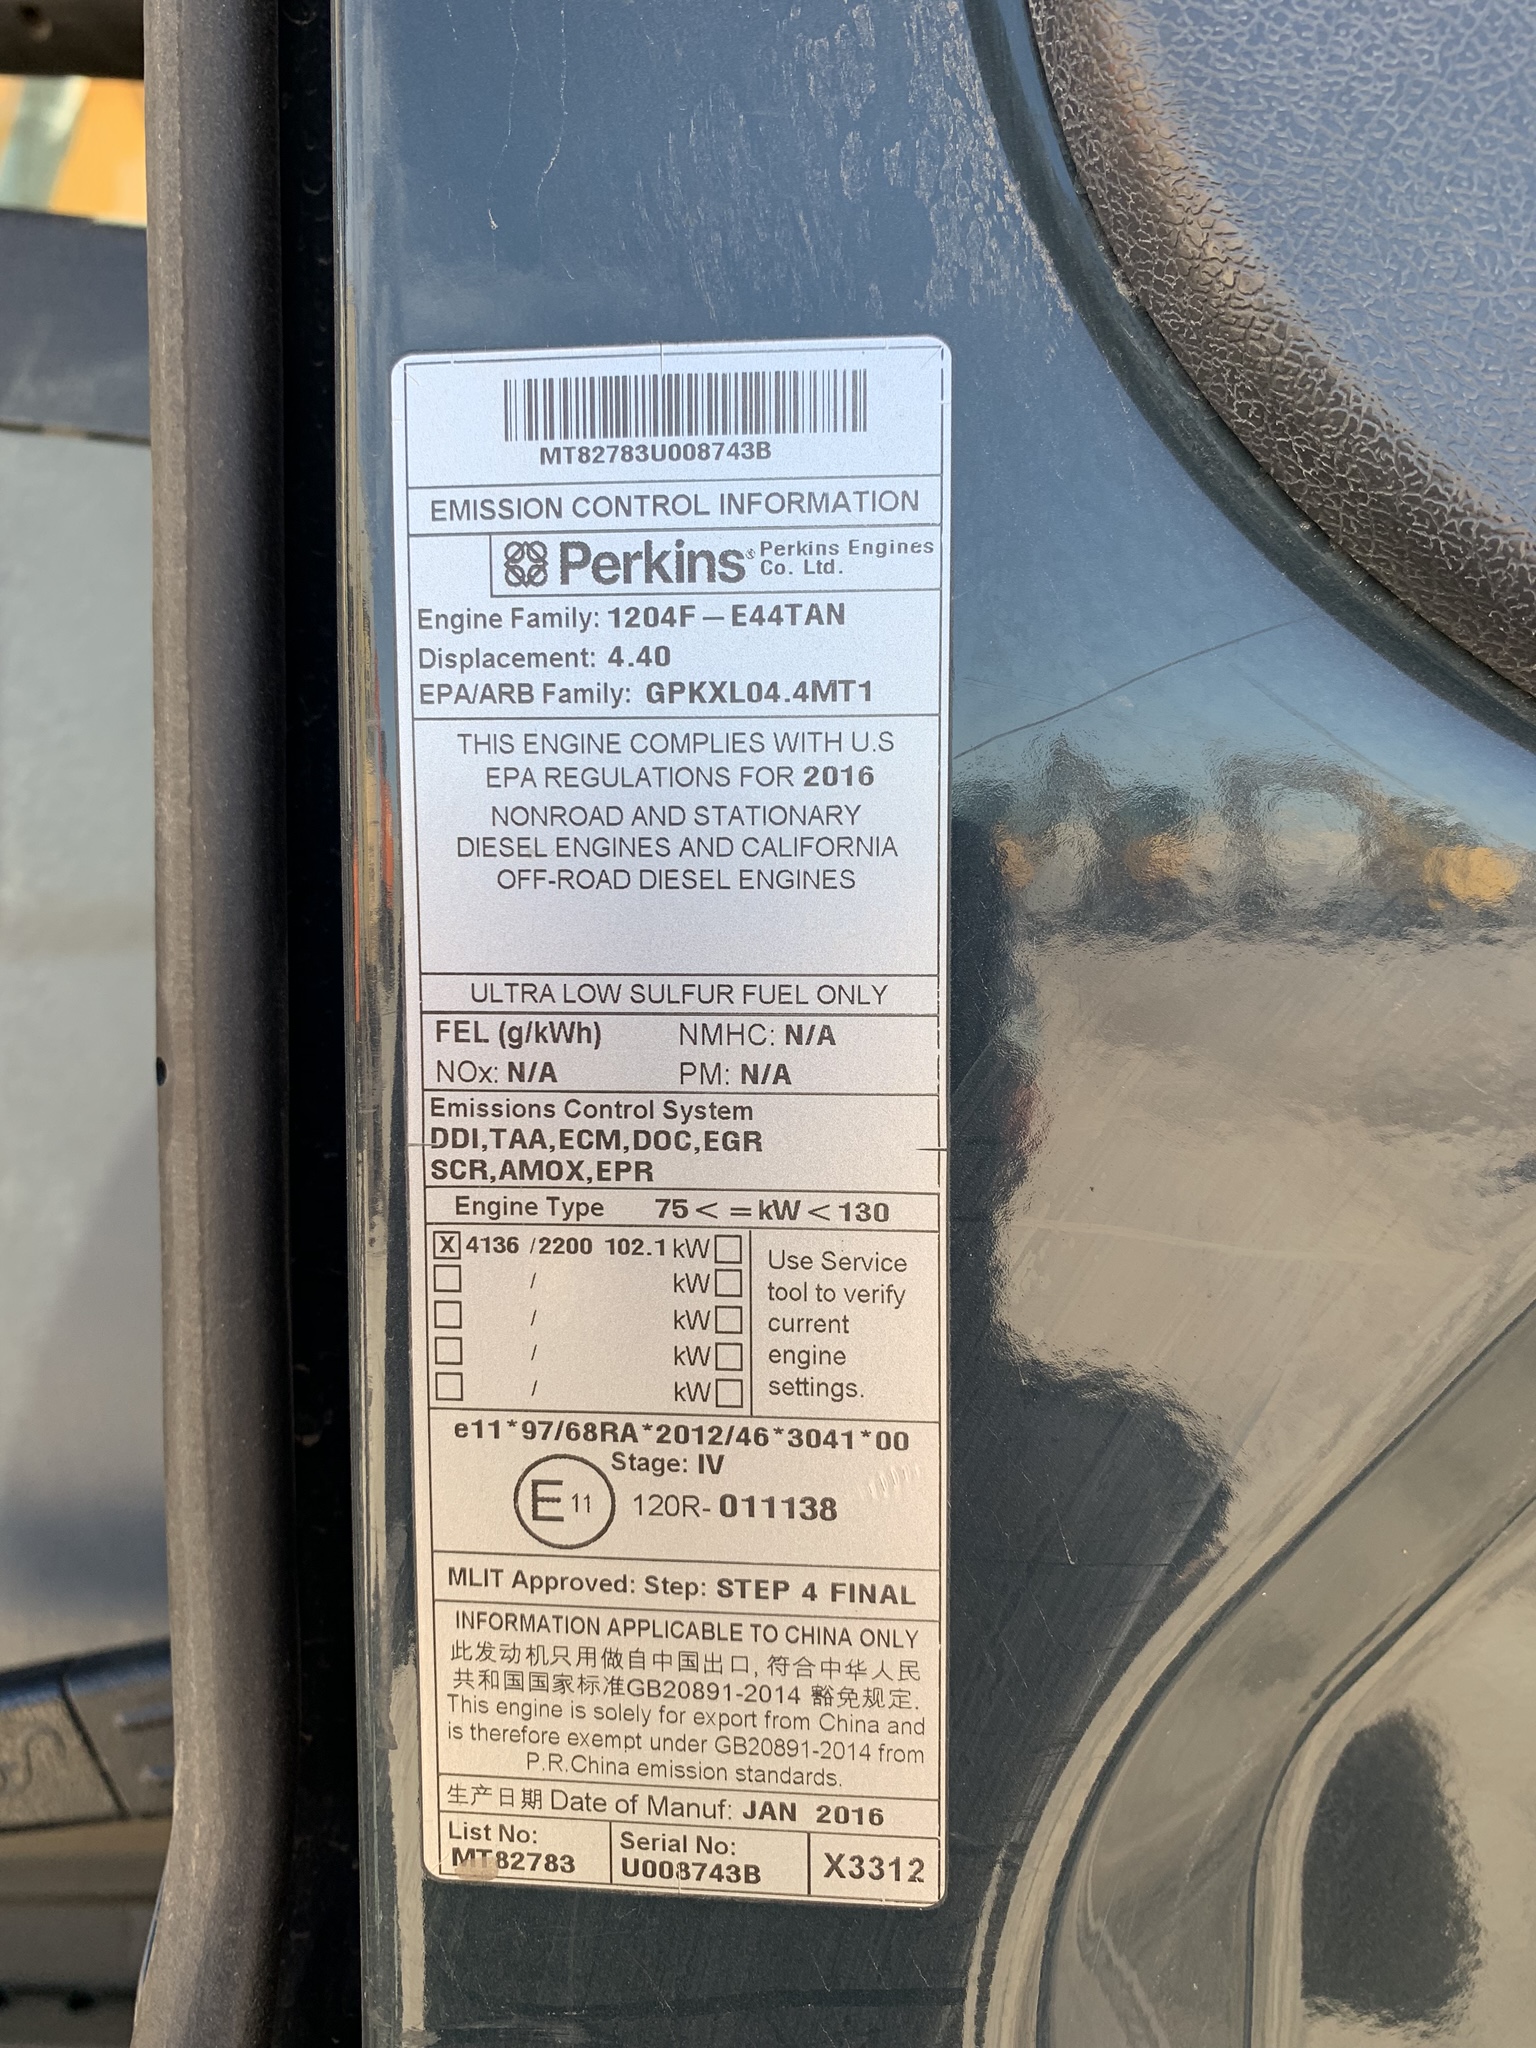 MT82783U008743B
EMISSION CONTROL INFORMATION
Perkins® Perkins Engines
Co. Ltd.
Engine Family: 1204F–E44TAN
Displacement: 4.40
EPA/ARB Family: GPKXL04.4MT1
THIS ENGINE COMPLIES WITH U.S
EPA REGULATIONS FOR 2016
NONROAD AND STATIONARY
DIESEL ENGINES AND CALIFORNIA
OFF-ROAD DIESEL ENGINES
ULTRA LOW SULFUR FUEL ONLY
FEL (g/kWh) NMHC: N/A
NOx: N/A PM: N/A
Emissions Control System
DDI,TAA,ECM,DOC,EGR
SCR,AMOX,EPR
Engine Type 75< =kW<130
X 4136 /2200 102.1 kW
/ kW
/ kW
/ kW
/ kW
Use Service
tool to verify
current
engine
settings.
e11*97/68RA*2012/46*3041*00
Stage: IV
E 11 120R-011138
MLIT Approved: Step: STEP 4 FINAL
INFORMATION APPLICABLE TO CHINA ONLY
此发动机只用做自中国出口, 符合中华人民
共和国国家标准GB20891-2014 豁免规定.
This engine is solely for export from China and
is therefore exempt under GB20891-2014 from
P.R.China emission standards.
生产日期 Date of Manuf: JAN 2016
List No:
MT82783
Serial No:
U008743B
X3312